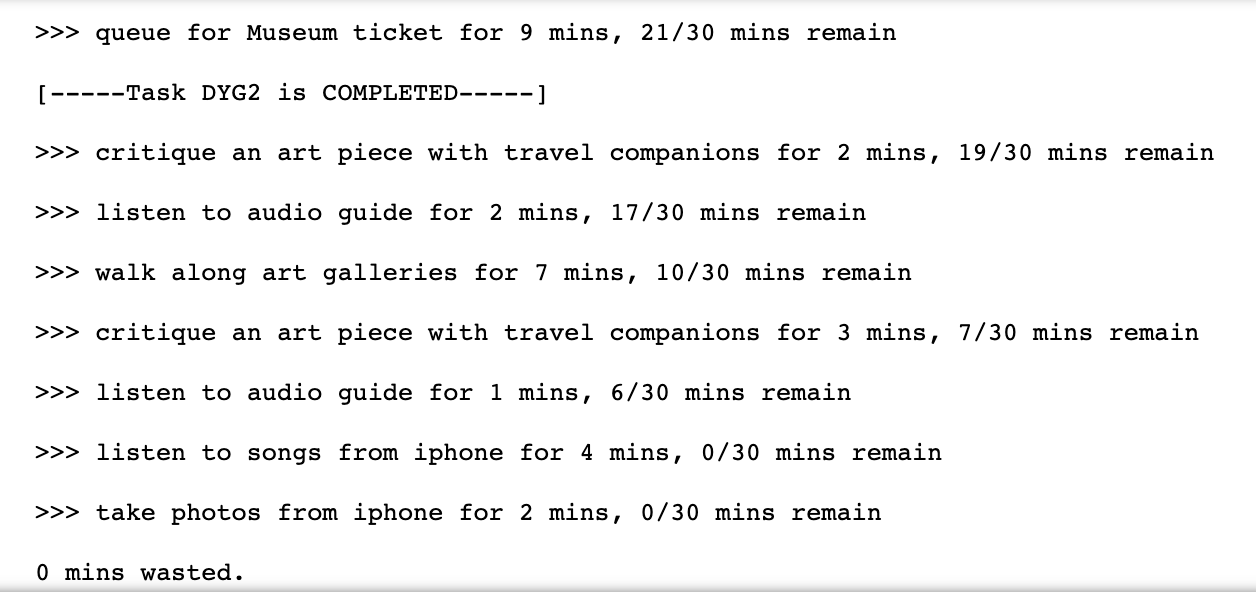 >>> queue for Museum ticket for 9 mins, 21/30 mins remain
[-----Task DYG2 is COMPLETED-----]
>>> critique an art piece with travel companions for 2 mins, 19/30 mins remain
>>> listen to audio guide for 2 mins, 17/30 mins remain
>>> walk along art galleries for 7 mins, 10/30 mins remain
>>> critique an art piece with travel companions for 3 mins, 7/30 mins remain
>>> listen to audio guide for 1 mins, 6/30 mins remain
>>> listen to songs from iphone for 4 mins, 0/30 mins remain
>>> take photos from iphone for 2 mins, 0/30 mins remain
0 mins wasted.